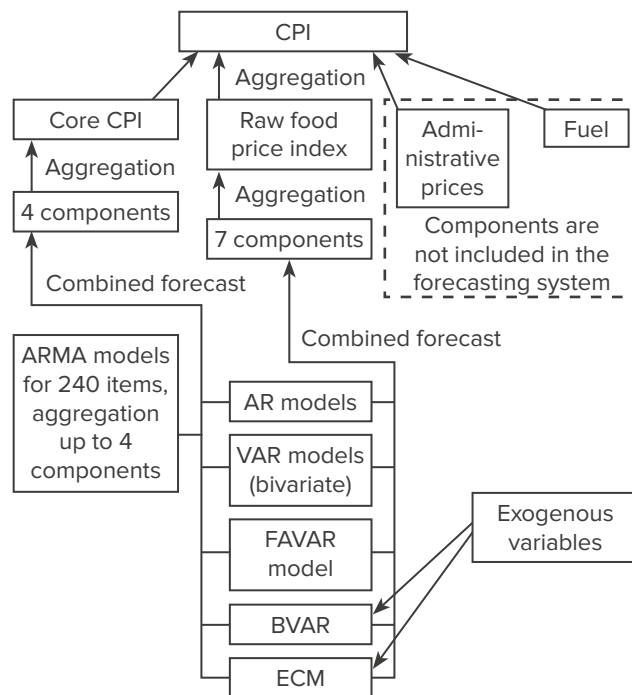 CPI
Aggregation
Core CPI
Raw food
price index
Admi-
nistrative
prices
Fuel
Aggregation
Aggregation
4 components
7 components
Components are
not included in the
forecasting system
Combined forecast
Combined forecast
ARMA models
for 240 items,
aggregation
up to 4
components
AR models
VAR models
(bivariate)
FAVAR
model
BVAR
ECM
Exogenous
variables